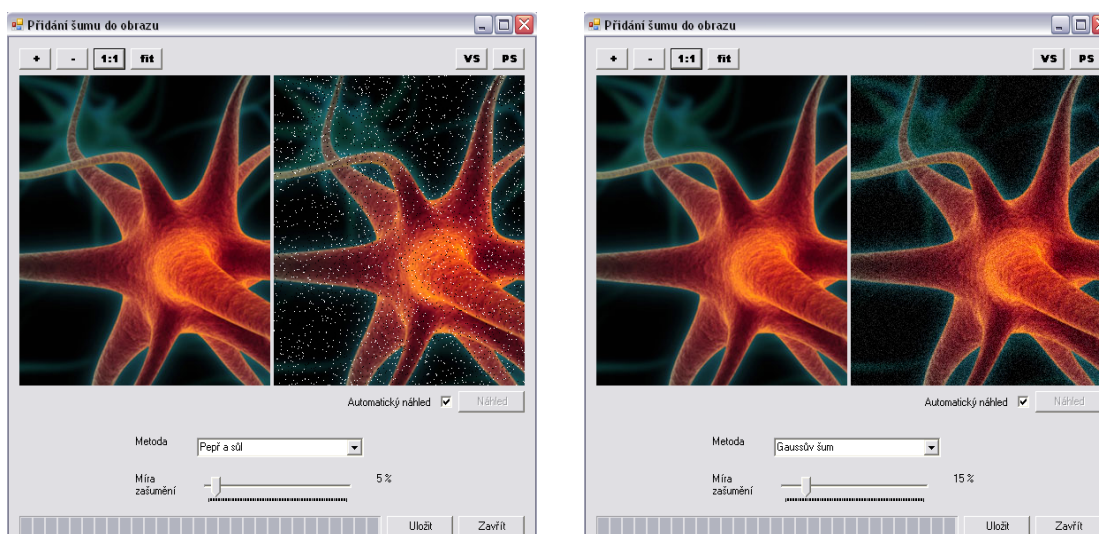 Přidání šumu do obrazu
+ - 1:1 fit VS PS
Automatický náhled Náhled
Metoda Pepř a sůl
Míra
zašumění 5 %
Uložit Zavřít
Přidání šumu do obrazu
+ - 1:1 fit VS PS
Automatický náhled Náhled
Metoda Gaussův šum
Míra
zašumění 15 %
Uložit Zavřít